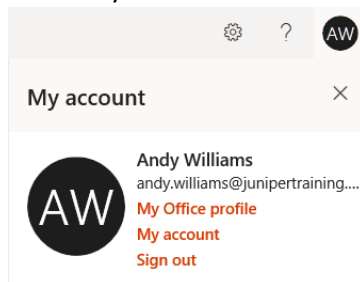 ? AW
My account
AW
Andy Williams
andy.williams@junipertraining....
My Office profile
My account
Sign out